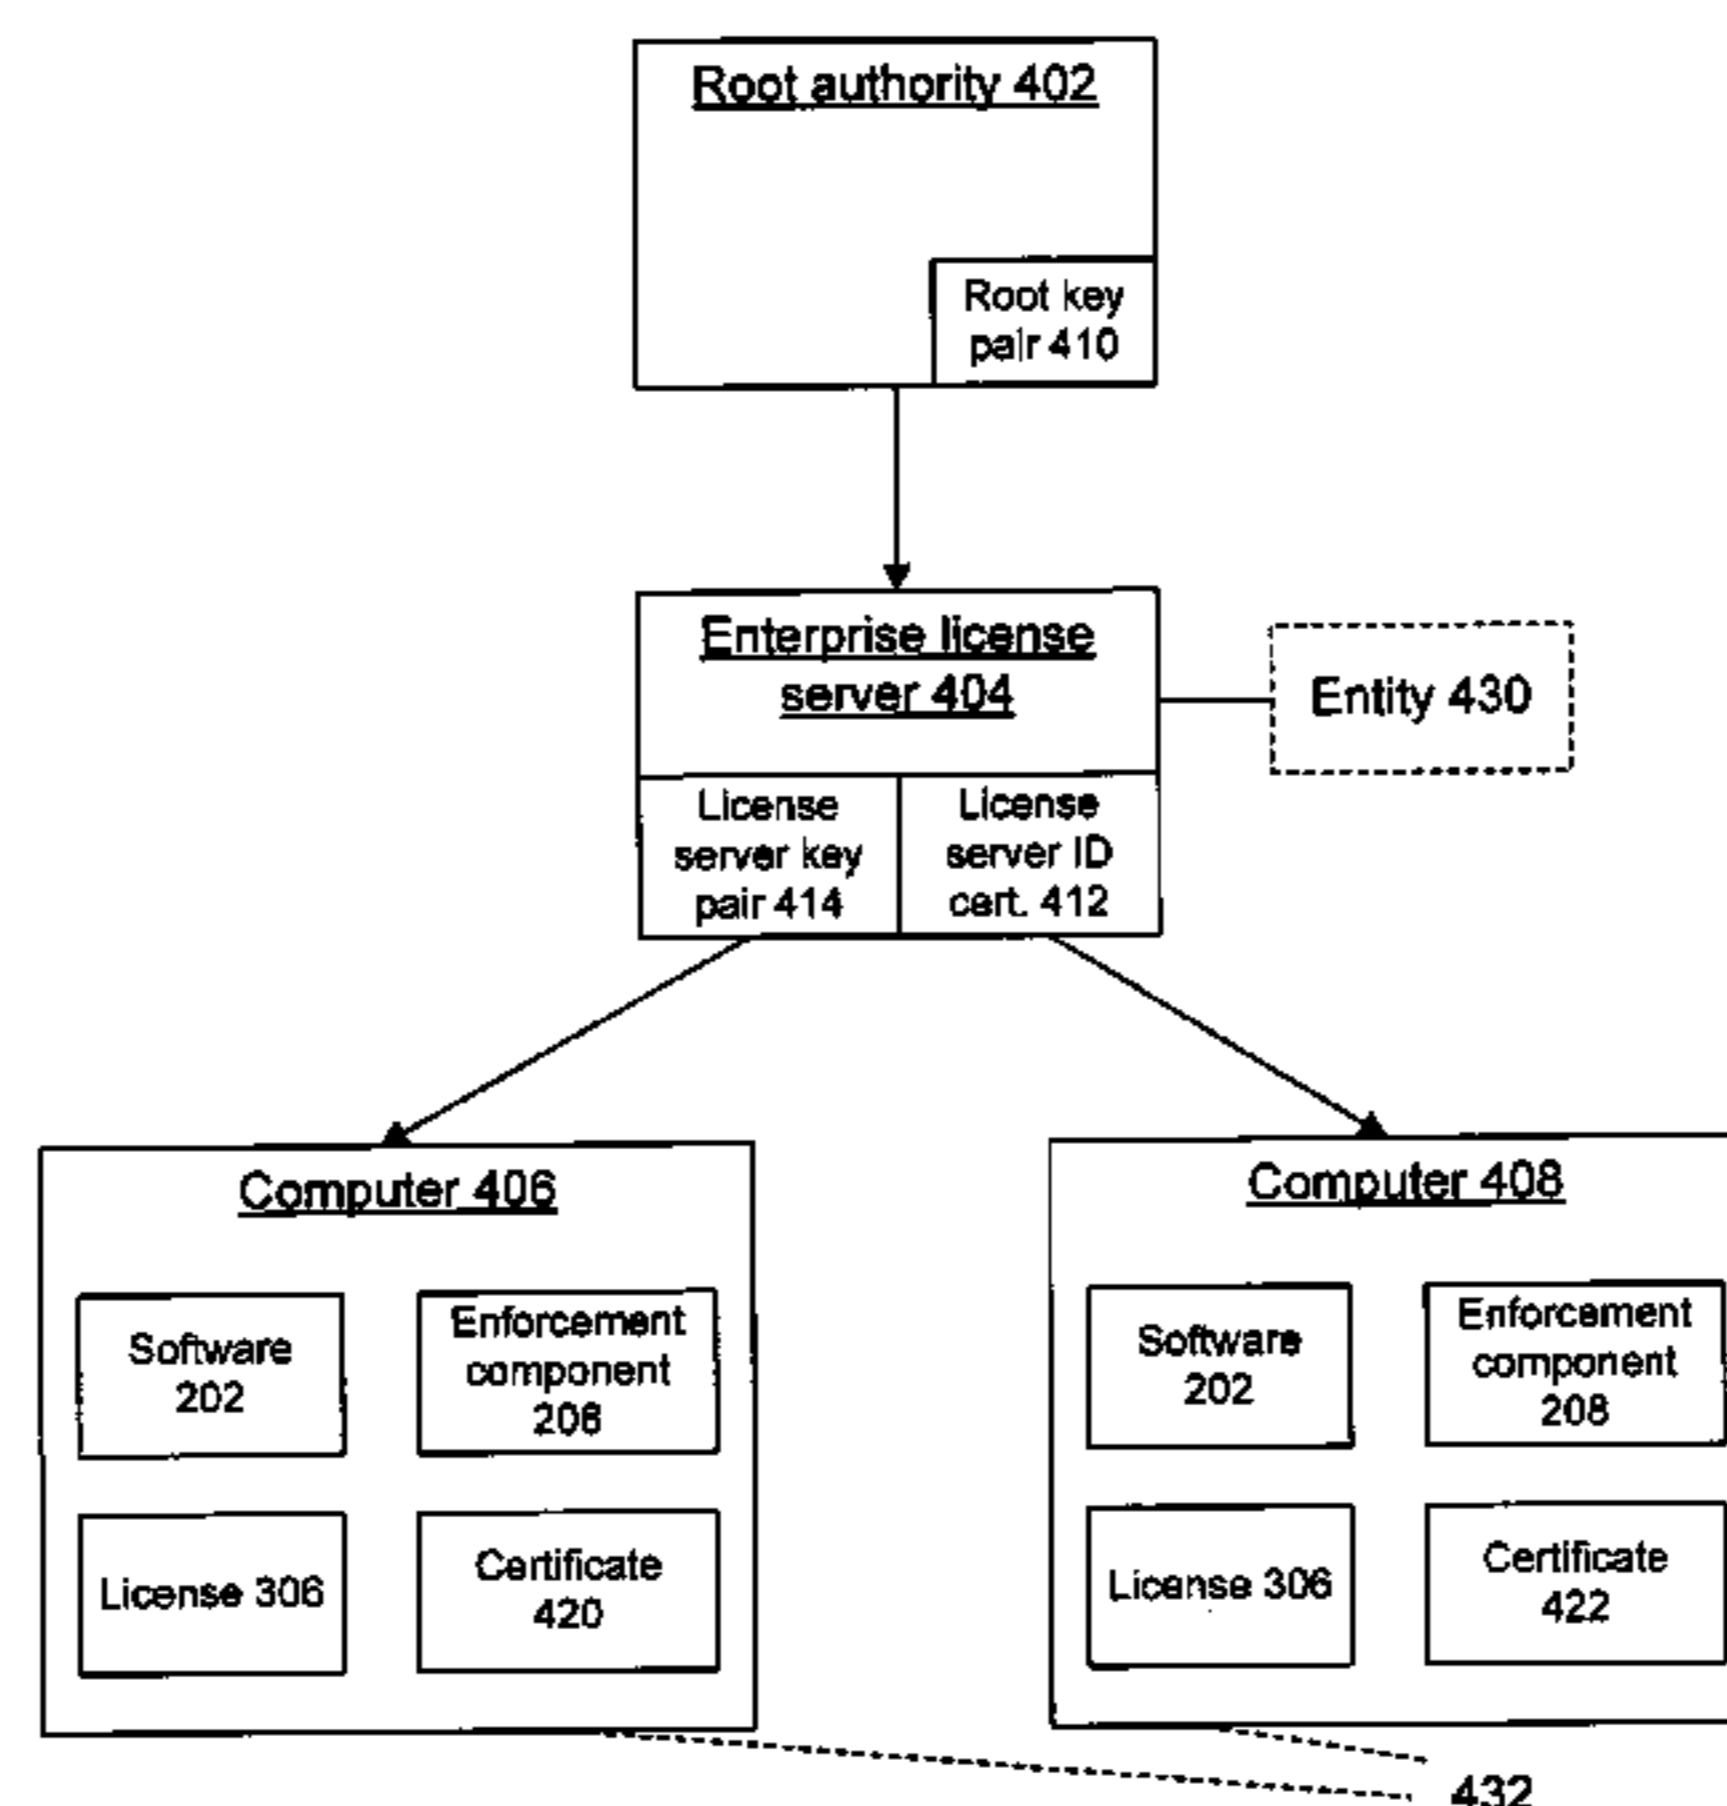 Root authority 402
Root key
pair 410
Enterprise license
server 404
Entity 430
License
server key
pair 414
License
server ID
cert. 412
Computer 406
Software
202
Enforcement
component
208
License 306
Certificate
420
Computer 408
Software
202
Enforcement
component
208
License 306
Certificate
422
432